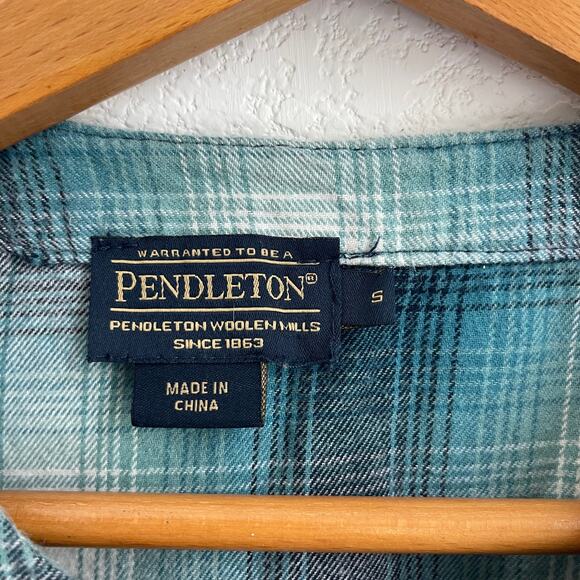 WARRANTED TO BE A
PENDLETON®
PENDLETON WOOLEN MILLS
SINCE 1863
S
MADE IN
CHINA